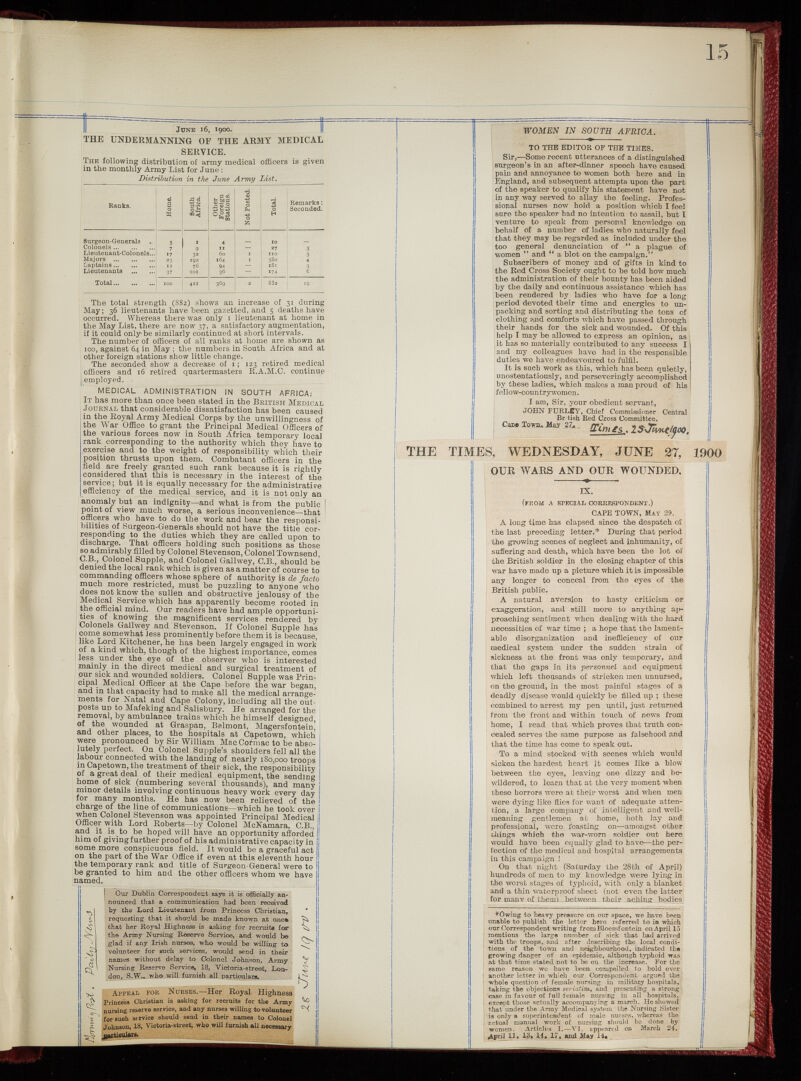 15
JUNE 16, 1900.
THE UNDERMANNING OF THE ARMY MEDICAL
SERVICE.
THE following distribution of army medical officers is given
in the monthly Army List for June:
Distribution in the June Army List.
Ranks. Home. South Africa. Other Foreign Stations. Not Posted. Total. Remarks: Seconded.
Surgeon-Generals .. 5 1 4 — 10 —
Colonels ... 7 9 11 — 27 3
Lieutenant-Colonels... 17 32 60 1 110 3
Majors ... 23 192 164 1 380 4
Captains ... 181
Lieutenants ... 37 101 36 — 174
Total ... 100 411 369 2 882
The total strength (882) shows an increase of 31 during
May; 36 lieutenants have been gazetted, and 5 deaths have
occurred. Whereas there was only 1 lieutenant at home in
the May List, there are now 37, a satisfactory augmentation,
if it could only be similarly continued at short intervals.
The number of officers of all ranks at home are shown as
100, against 64 in May; the numbers in South Africa and at
other foreign stations show little change.
The seconded show a decrease of 1; 123 retired medical
officers and 16 retired quartermasters R.A.M.C. continue
employed.
MEDICAL ADMINISTRATION IN SOUTH AFRICA:
IT has more than once been stated in the BRITISH MEDICAL
JOURNAL that considerable dissatisfaction has been caused
in the Royal Army Medical Corps by the unwillingness of
the War Office to grant the Principal Medical Officers of
the various forces now in South Africa temporary local
rank corresponding to the authority which they have to
exercise and to the weight of responsibility which their
position thrusts upon them. Combatant officers in the
field are freely granted such rank because it is rightly
considered that this is necessary in the interest of the
service; but it is equally necessary for the administrative
efficiency of the medical service, and it is not only an
anomaly but an indignity—and what is from the public
point of view much worse, a serious inconvenience—that
officers who have to do the work and bear the responsi-
bilities of Surgeon-Generals should not have the title cor-
responding to the duties which they are called upon to
discharge. That officers holding such positions as those
so admirably filled by Colonel Stevenson, Colonel Townsend,
C.B., Colonel Supple, and Colonel Gallwey, C.B., should be
denied the local rank which is given as a matter of course to
commanding officers whose sphere of authority is de facto
much more restricted, must be puzzling to anyone who
does not know the sullen and obstructive jealousy of the
Medical Service which has apparently become rooted in
the official mind. Our readers have had ample opportuni-
ties of knowing the magnificent services rendered by
Colonels Gallwey and Stevenson. If Colonel Supple has
come somewhat less prominently before them it is because,
like Lord Kitchener, he has been largely engaged in work
of a kind which, though of the highest importance, comes
less under the eye of the observer who is interested
mainly in the direct medical and surgical treatment of
our sick and wounded soldiers. Colonel Supple was Prin-
cipal Medical Officer at the Cape before the war began,
and in that capacity had to make all the medical arrange-
ments for Natal and Cape Colony, including all the out-
posts up to Mafeking and Salisbury. He arranged for the
removal, by ambulance trains which he himself designed,
of the wounded at Graspan, Belmont, Magersfontein,
and other places, to the hospitals at Capetown, which
were pronounced by Sir William MacCormac to be abso-
lutely perfect. On Colonel Supple's shoulders fell all the
labour connected with the landing of nearly 180,000 troops
in Capetown, the treatment of their sick, the responsibility
of a great deal of their medical equipment, the sending
home of sick (numbering several thousands), and many
minor details involving continuous heavy work every day
for many months. He has now been relieved of the
charge of the line of communications—which he took over
when Colonel Stevenson was appointed Principal Medical
Officer with Lord Roberts—by Colonel McNamara, C.B.,
and it is to be hoped will have an opportunity afforded
him of giving further proof of his administrative capacity in
some more conspicuous field. It would be a graceful act
on the part of the War Office if even at this eleventh hour
the temporary rank and title of Surgeon-General were to
be granted to him and the other officers whom we have
named.
Daily News
Our Dublin Correspondent says it is officially an-
nounced that a communication had been received
by the Lord Lieutenant from Princess Christian,
requesting that it should be made known at once
that her Royal Highness is asking for recruits for
the Army Nursing Reserve Service, and would be
glad if any Irish nurses, who would be willing to
volunteer for such services, would send in their
names without delay to Colonel Johnson, Army
Nursing Reserve Service, 18, Victoria-street, Lon-
don, S.W., who will furnish all particulars.
Morning Post.
APPEAL FOR NURSES.—Her Royal Highness
Princess Christian is asking for recruits for the Army
nursing reserve service, and any nurses willing to volunteer
for such service should send in their names to Colonel
Johnson, 18, Victoria-street, who will furnish all necessary
particulars.
28 June 1900.
WOMEN IN SOUTH AFRICA.
TO THE EDITOR OF THE TIMES.
Sir,—Some recent utterances of a distinguished
surgeon's in an after-dinner speech have caused
pain and annoyance to women both here and in
England, and subsequent attempts upon the part
of the speaker to qualify his statement have not
in any way served to allay the feeling. Profes-
sional nurses now hold a position which I feel
sure the speaker had no intention to assail, but I
venture to speak from personal knowledge on
behalf of a number of ladies who naturally feel
that they may be regarded as included under the
too general denunciation of "a plague of
women" and "a blot on the campaign."
Subscribers of money and of gifts in kind to
the Red Cross Society ought to be told how much
the administration of their bounty has been aided
by the daily and continuous assistance which has
been rendered by ladies who have for a long
period devoted their time and energies to un-
packing and sorting and distributing the tons of
clothing and comforts which have passed through
their hands for the sick and wounded. Of this
help I may be allowed to express an opinion, as
it has so materially contributed to any success I
and my colleagues have had in the responsible
duties we have endeavoured to fulfil.
It is such work as this, which has been quietly,
unostentatiously, and perseveringly accomplished
by these ladies, which makes a man proud of his
fellow-countrywomen.
I am, Sir, your obedient servant,
JOHN FURLEY, Chief Commissioner Central
British Red Cross Committee.
Cape Town, May 27.
Times, 25 June/900.
THE TIMES, WEDNESDAY, JUNE 27, 1900
OUR WARS AND OUR WOUNDED.
IX.
(FROM A SPECIAL CORRESPONDENT.)
CAPE TOWN, MAY 29.
A long time has elapsed since the despatch of
the last preceding letter.* During that period
the growing scenes of neglect and inhumanity, of
suffering and death, which have been the lot of
the British soldier in the closing chapter of this
war have made up a picture which it is impossible
any longer to conceal from the eyes of the
British public.
A natural aversion to hasty criticism or
exaggeration, and still more to anything ap-
proaching sentiment when dealing with the hard
necessities of war time; a hope that the lament-
able disorganization and inefficiency of our
medical system under the sudden strain of
sickness at the front was only temporary, and
that the gaps in its personnel and equipment
which left thousands of stricken men unnursed,
on the ground, in the most painful stages of a
deadly disease would quickly be filled up; these
combined to arrest my pen until, just returned
from the front and within touch of news from
home, I read that which proves that truth con-
cealed serves the same purpose as falsehood and
that the time has come to speak out.
To a mind stocked with scenes which would
sicken the hardest heart it comes like a blow
between the eyes, leaving one dizzy and be-
wildered, to learn that at the very moment when
these horrors were at their worst and when men
were dying like flies for want of adequate atten-
tion, a large company of intelligent and well-
meaning gentlemen at home, both lay and
professional, were feasting on—amongst other
things which the war-worn soldier out here
would have been equally glad to have—the per-
fection of the medical and hospital arrangements
in this campaign!
On that night (Saturday the 28th of April)
hundreds of men to my knowledge were lying in
the worst stages of typhoid, with only a blanket
and a thin waterproof sheet (not even the latter
for many of them) between their aching bodies
*Owing to heavy pressure on our space, we have been
unable to publish the letter here referred to in which
our Correspondent writing from Bloemfontein on April 15
mentions the large number of sick that had arrived
with the troops, and after describing the local condi-
tions of the town and neighbourhood, indicated the
growing danger of an epidemic, although typhoid was
at that time stated not to be on the increase. For the
same reason we have been compelled to hold over
another letter in which our Correspondent argued the
whole question of female nursing in military hospitals,
taking the objections seriatim, and presenting a strong
case in favour of full female nursing in all hospitals,
except those actually accompanying a march. He showed
that under the Army Medical system the Nursing Sister
is only a superintendent of male nurses, whereas the
actual manual work of nursing should be done by
women. Articles I.—VI. appeared on March 24,
April 11, 13, 14, 17, and May 14.